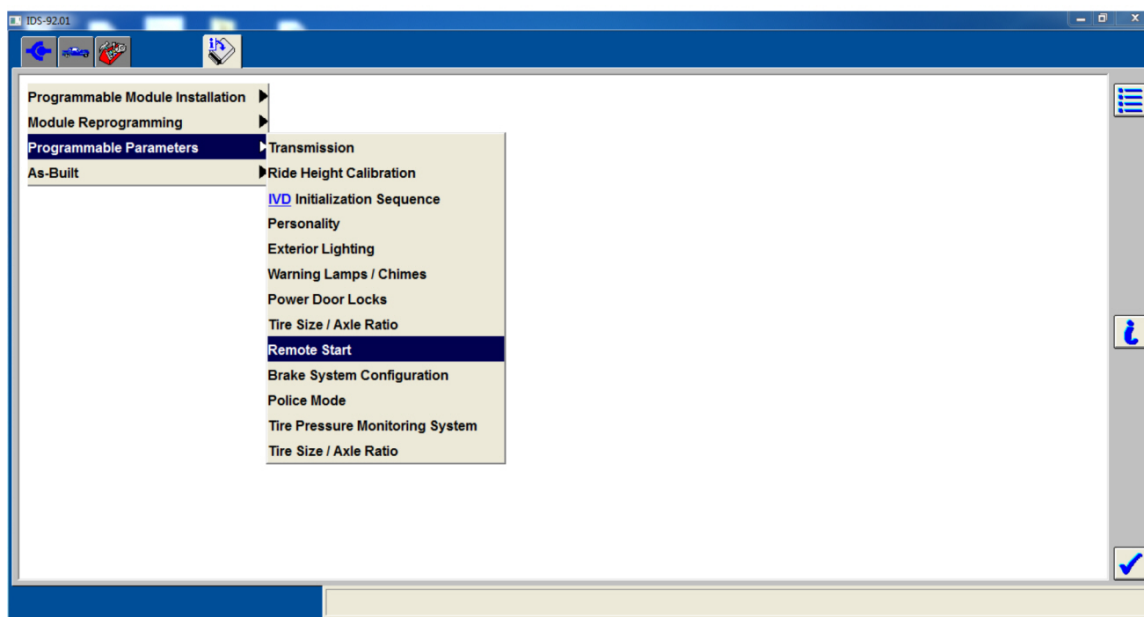 IDS-92.01
Programmable Module Installation
Module Reprogramming
Programmable Parameters
As-Built
Transmission
Ride Height Calibration
IVD Initialization Sequence
Personality
Exterior Lighting
Warning Lamps / Chimes
Power Door Locks
Tire Size / Axle Ratio
Remote Start
Brake System Configuration
Police Mode
Tire Pressure Monitoring System
Tire Size / Axle Ratio